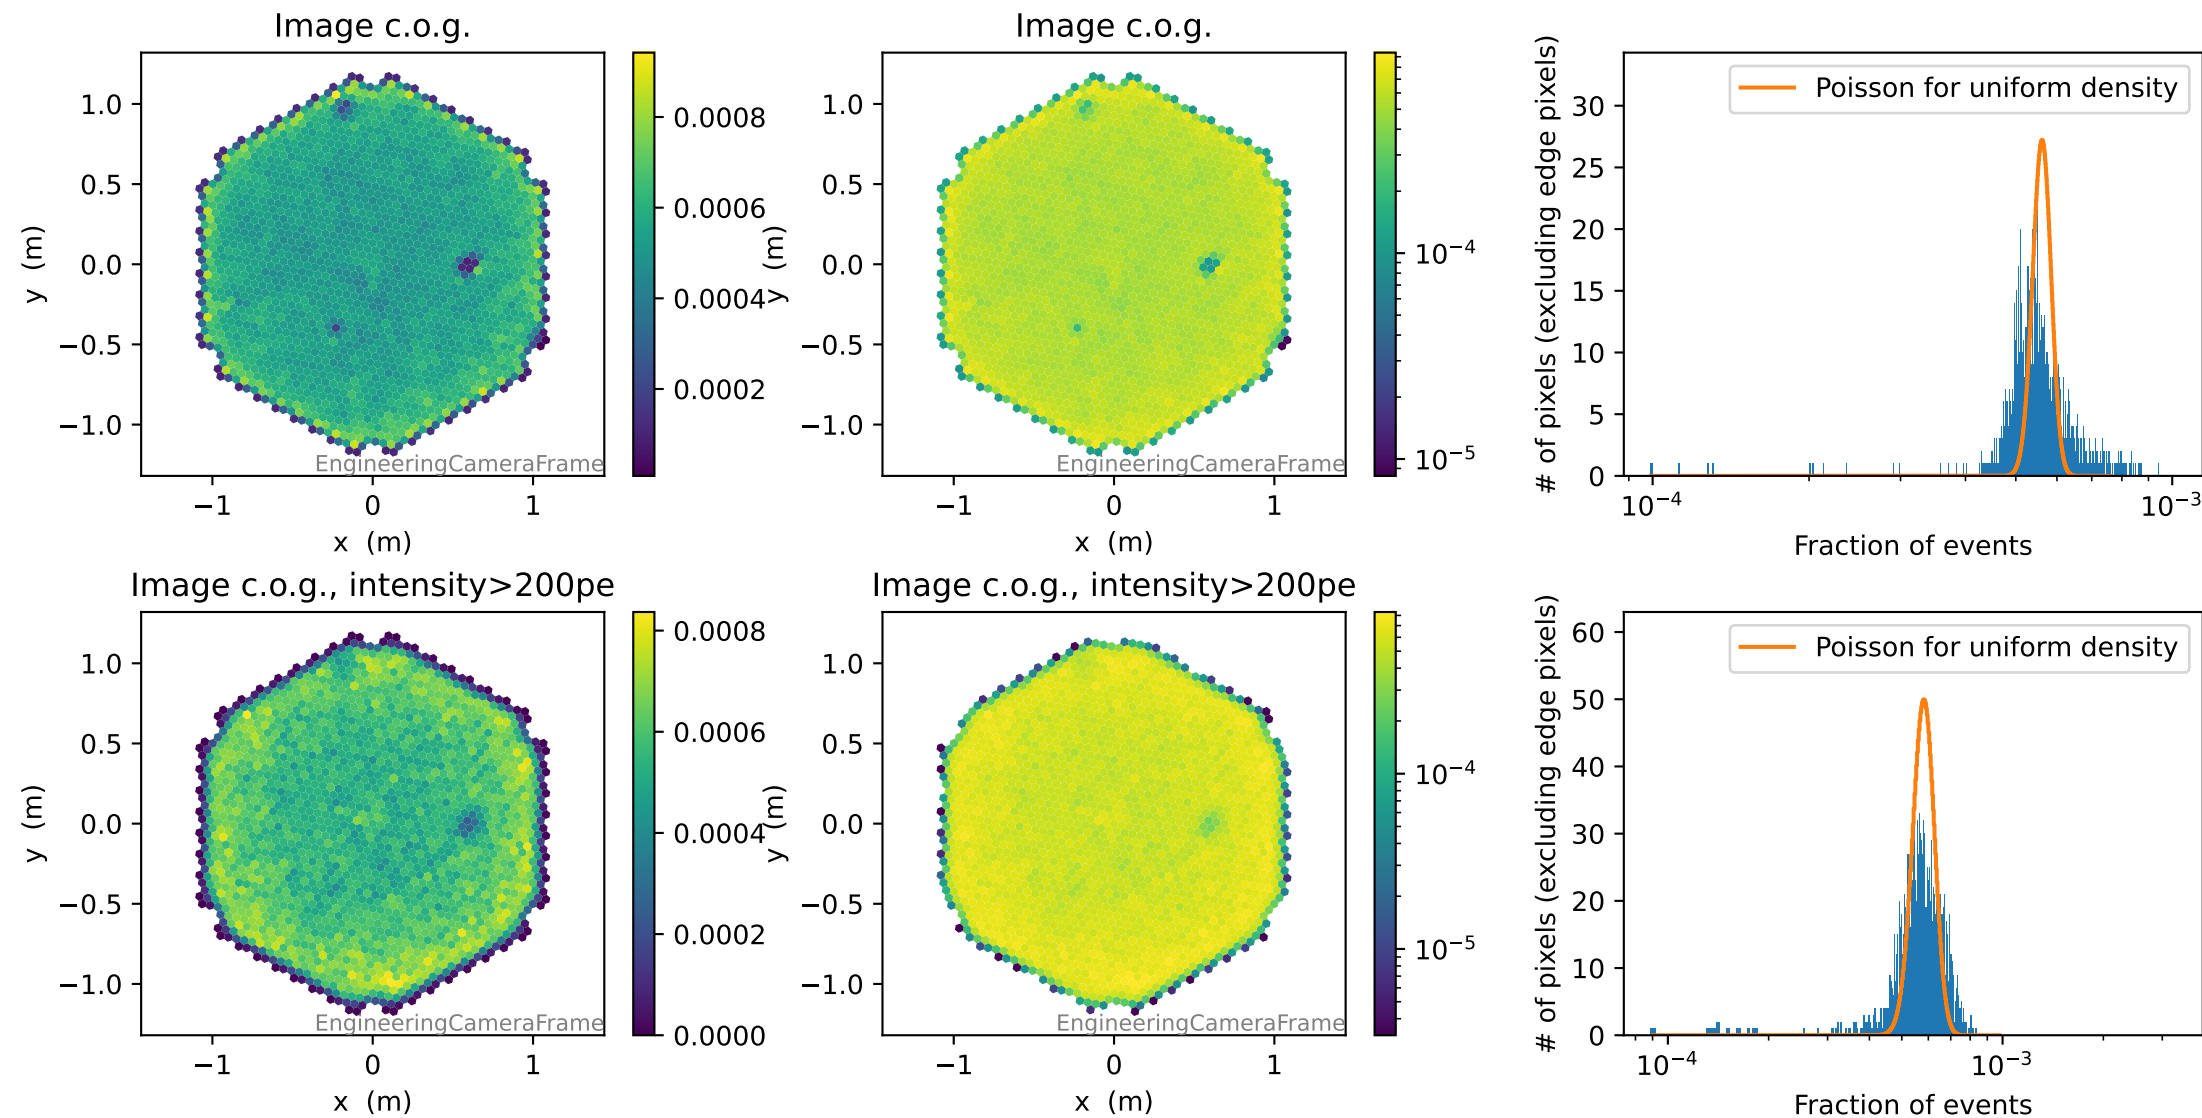 Image c.o.g.
1.0
0.5
0.0
−0.5
−1.0
y (m)
−1
0
1
x (m)
EngineeringCameraFrame
0.0008
0.0006
0.0004
0.0002
Image c.o.g.
1.0
0.5
0.0
−0.5
−1.0
y (m)
−1
0
1
x (m)
EngineeringCameraFrame
10⁻⁴
10⁻⁵
Poisson for uniform density
# of pixels (excluding edge pixels)
30
25
20
15
10
5
0
10⁻⁴
10⁻³
Fraction of events
Image c.o.g., intensity>200pe
1.0
0.5
0.0
−0.5
−1.0
y (m)
−1
0
1
x (m)
EngineeringCameraFrame
0.0008
0.0006
0.0004
0.0002
0.0000
Image c.o.g., intensity>200pe
1.0
0.5
0.0
−0.5
−1.0
y (m)
−1
0
1
x (m)
EngineeringCameraFrame
10⁻⁴
10⁻⁵
Poisson for uniform density
# of pixels (excluding edge pixels)
60
50
40
30
20
10
0
10⁻⁴
10⁻³
Fraction of events